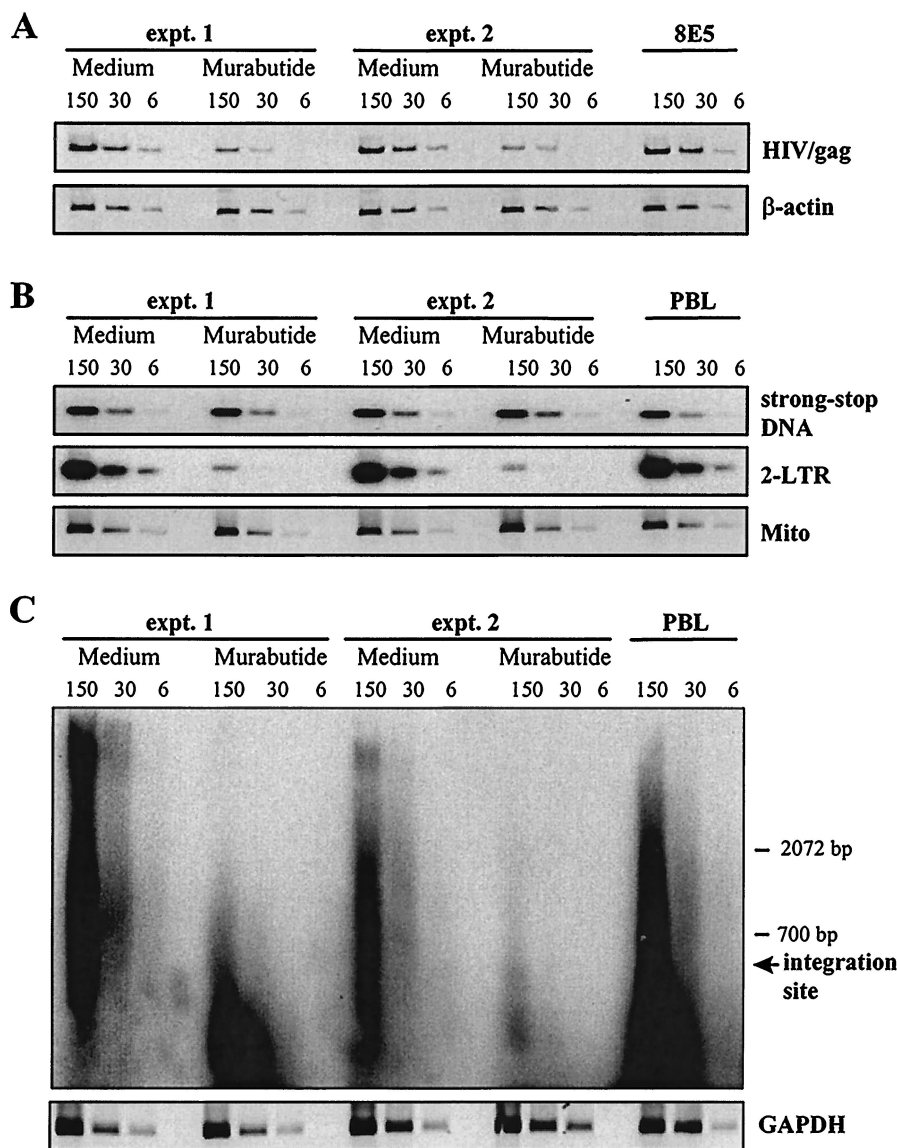 A
expt. 1 expt. 2 8E5
Medium Murabutide Medium Murabutide
150 30 6 150 30 6 150 30 6 150 30 6 150 30 6
HIV/gag
β-actin
B
expt. 1 expt. 2 PBL
Medium Murabutide Medium Murabutide
150 30 6 150 30 6 150 30 6 150 30 6 150 30 6
strong-stop
DNA
2-LTR
Mito
C
expt. 1 expt. 2 PBL
Medium Murabutide Medium Murabutide
150 30 6 150 30 6 150 30 6 150 30 6 150 30 6
– 2072 bp
– 700 bp
integration
site
GAPDH